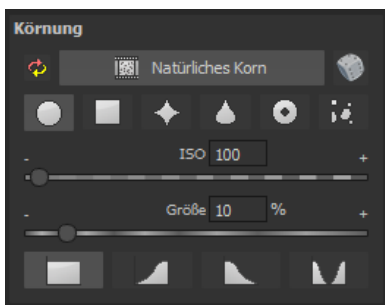 Körnung
Natürliches Korn
- ISO 100 +
- Größe 10 % +